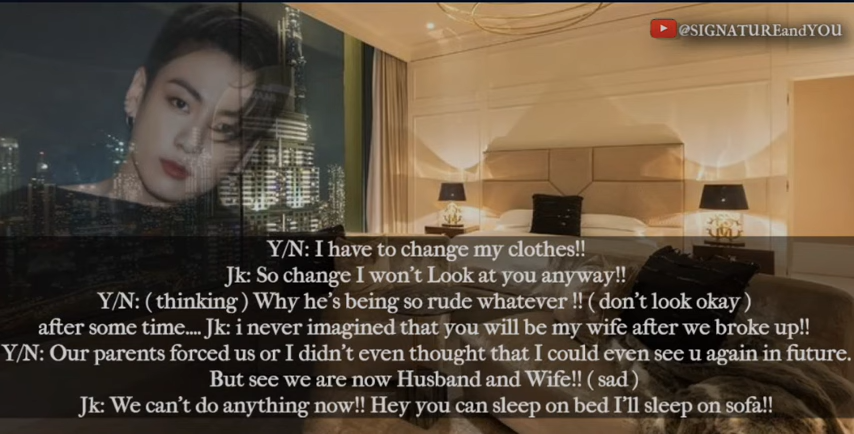 @SIGNATUREandYOU
Y/N: I have to change my clothes!!
Jk: So change I won't Look at you anyway!!
Y/N: ( thinking ) Why he's being so rude whatever !! ( don't look okay )
after some time.... Jk: i never imagined that you will be my wife after we broke up!!
Y/N: Our parents forced us or I didn't even thought that I could even see u again in future.
But see we are now Husband and Wife!! ( sad )
Jk: We can't do anything now!! Hey you can sleep on bed I'll sleep on sofa!!